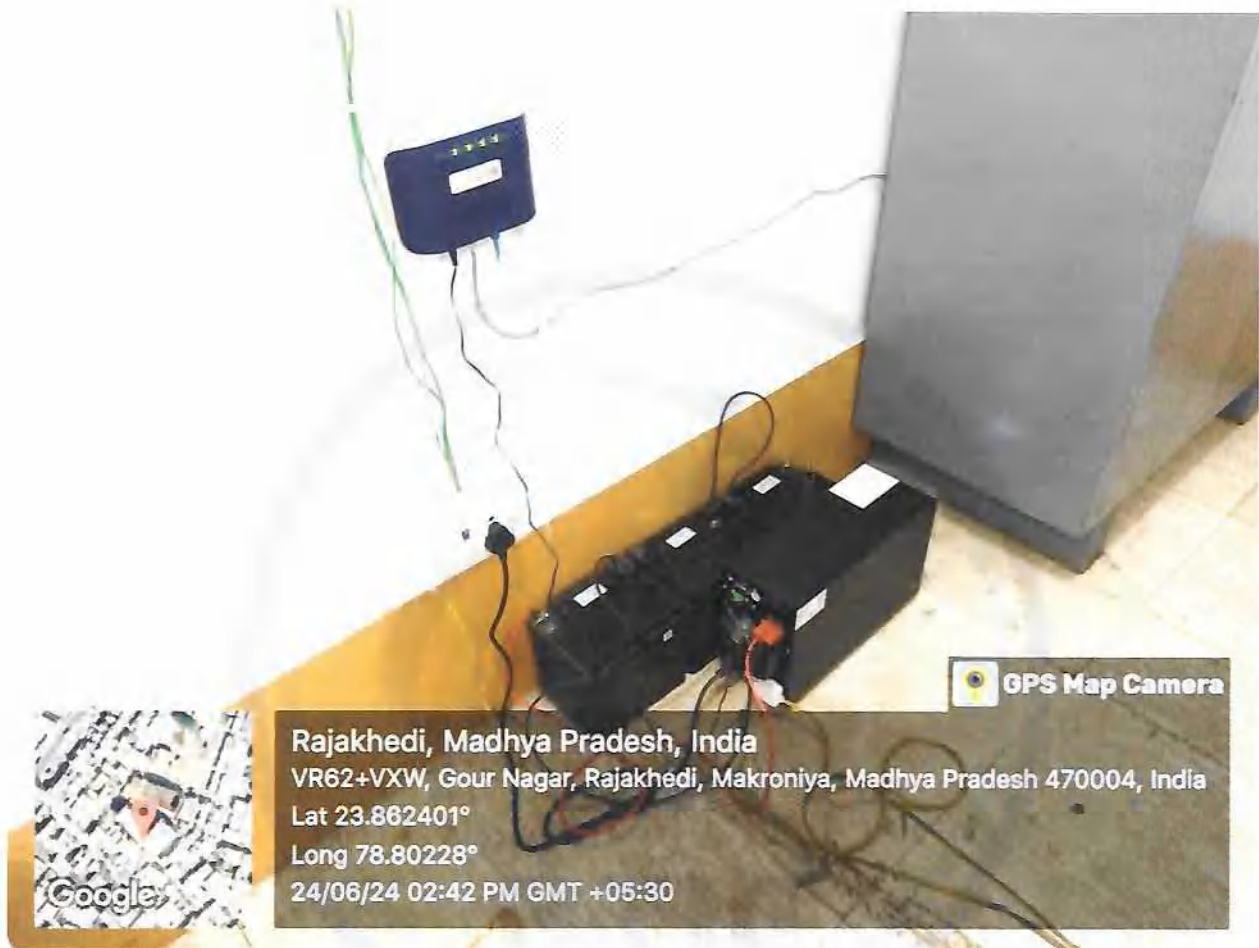 GPS Map Camera
Rajakhedi, Madhya Pradesh, India
VR62+VXW, Gour Nagar, Rajakhedi, Makroniya, Madhya Pradesh 470004, India
Lat 23.862401°
Long 78.80228°
24/06/24 02:42 PM GMT +05:30
Google